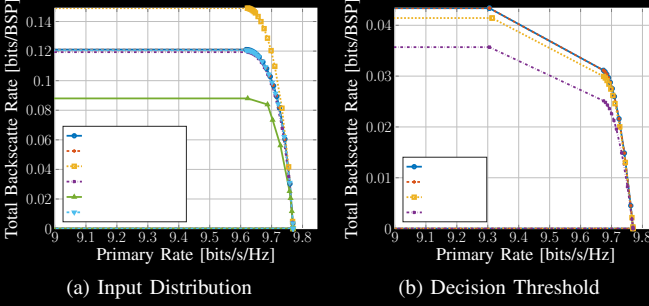 0.14
0.12
0.1
0.08
0.06
0.04
0.02
0
9 9.1 9.2 9.3 9.4 9.5 9.6 9.7 9.8
Total Backscatte Rate [bits/BSP]
Primary Rate [bits/s/Hz]
(a) Input Distribution
0.04
0.03
0.02
0.01
0
9 9.1 9.2 9.3 9.4 9.5 9.6 9.7 9.8
Total Backscatte Rate [bits/BSP]
Primary Rate [bits/s/Hz]
(b) Decision Threshold